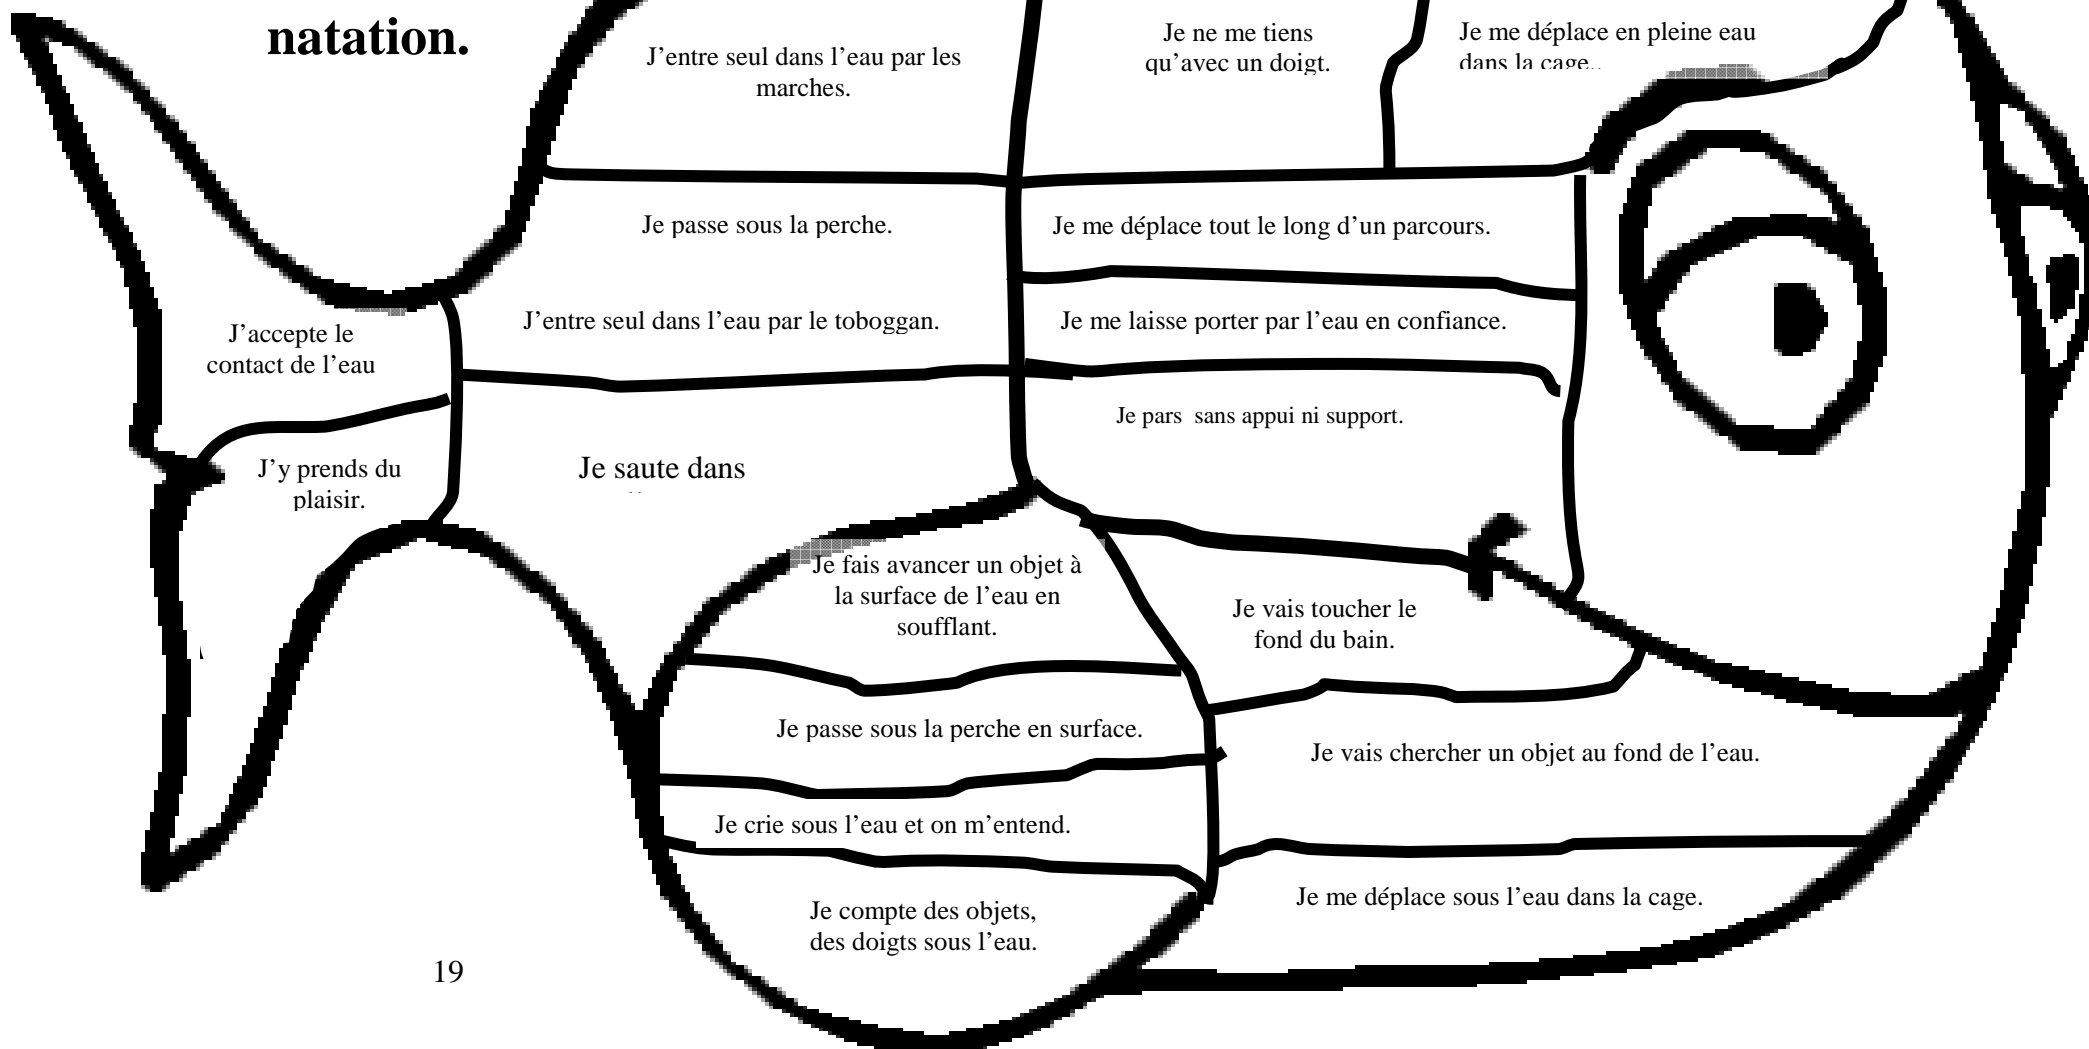 natation.
J’entre seul dans l’eau par les
marches.
Je ne me tiens
qu’avec un doigt.
Je me déplace en pleine eau
dans la cage..
Je passe sous la perche.
Je me déplace tout le long d’un parcours.
J’entre seul dans l’eau par le toboggan.
Je me laisse porter par l’eau en confiance.
J’accepte le
contact de l’eau
Je pars  sans appui ni support.
J’y prends du
plaisir.
Je saute dans
Je fais avancer un objet à
la surface de l’eau en
soufflant.
Je vais toucher le
fond du bain.
Je passe sous la perche en surface.
Je vais chercher un objet au fond de l’eau.
Je crie sous l’eau et on m’entend.
Je me déplace sous l’eau dans la cage.
Je compte des objets,
des doigts sous l’eau.
19